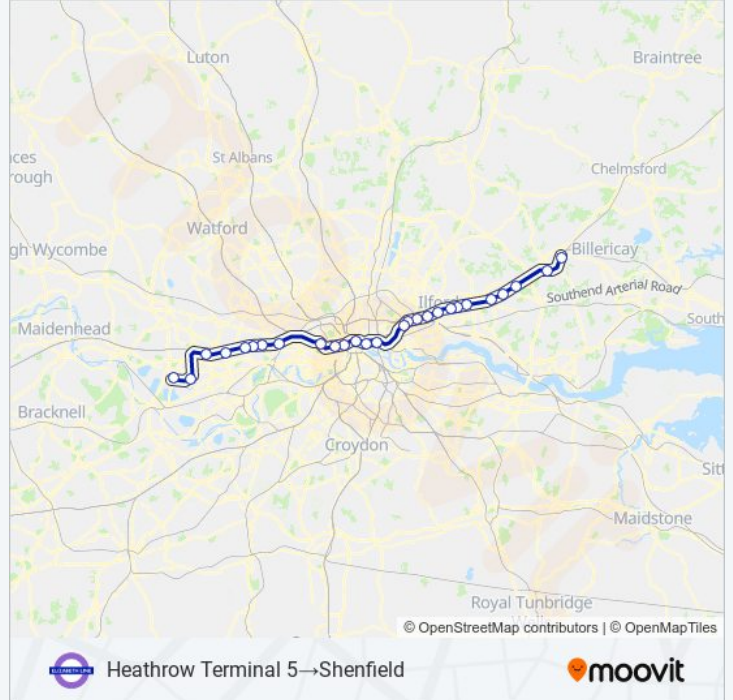 Luton
Braintree
ces
rough
St Albans
Chelmsford
Watford
gh Wycombe
Billericay
Ilford
Southend Arterial Road
South
Maidenhead
Bracknell
Croydon
Sitt
Maidstone
Royal Tunbridge
© OpenStreetMap contributors | © OpenMapTiles
ELIZABETH LINE
Heathrow Terminal 5→Shenfield
moovit